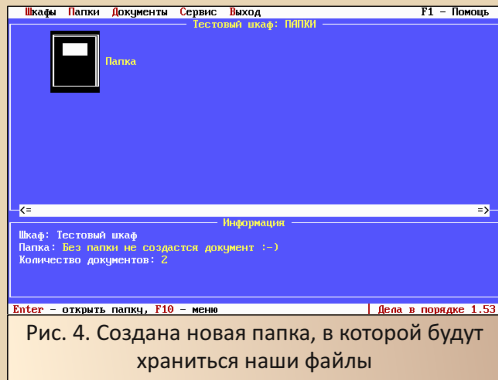 Шкафы Папки Документы Сервис Выход F1 – Помощь
Тестовый шкаф: ПАПКИ
Папка
<= =>
Информация
Шкаф: Тестовый шкаф
Папка: Без папки не создастся документ :-)
Количество документов: 2
Enter – открыть папку, F10 – меню Дела в порядке 1.53
Рис. 4. Создана новая папка, в которой будут
храниться наши файлы